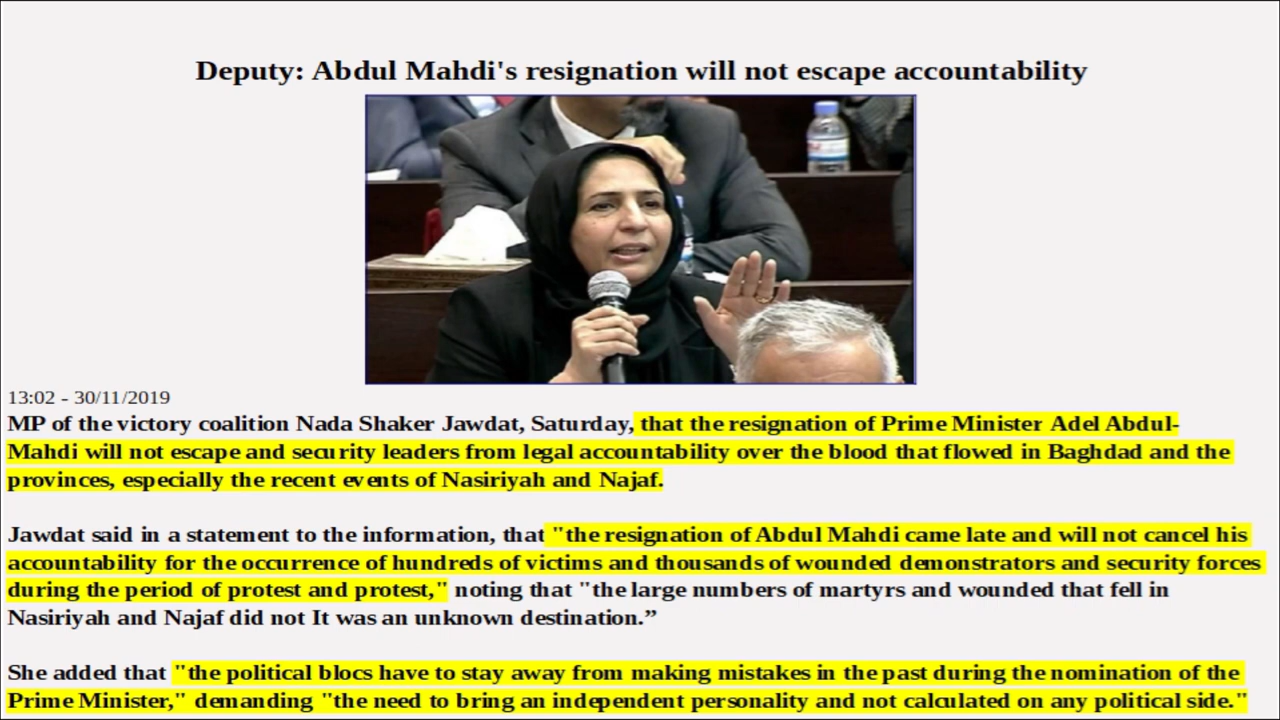 Deputy: Abdul Mahdi's resignation will not escape accountability
13:02 - 30/11/2019
MP of the victory coalition Nada Shaker Jawdat, Saturday, that the resignation of Prime Minister Adel Abdul-
Mahdi will not escape and security leaders from legal accountability over the blood that flowed in Baghdad and the
provinces, especially the recent events of Nasiriyah and Najaf.
Jawdat said in a statement to the information, that "the resignation of Abdul Mahdi came late and will not cancel his
accountability for the occurrence of hundreds of victims and thousands of wounded demonstrators and security forces
during the period of protest and protest," noting that "the large numbers of martyrs and wounded that fell in
Nasiriyah and Najaf did not It was an unknown destination.”
She added that "the political blocs have to stay away from making mistakes in the past during the nomination of the
Prime Minister," demanding "the need to bring an independent personality and not calculated on any political side."